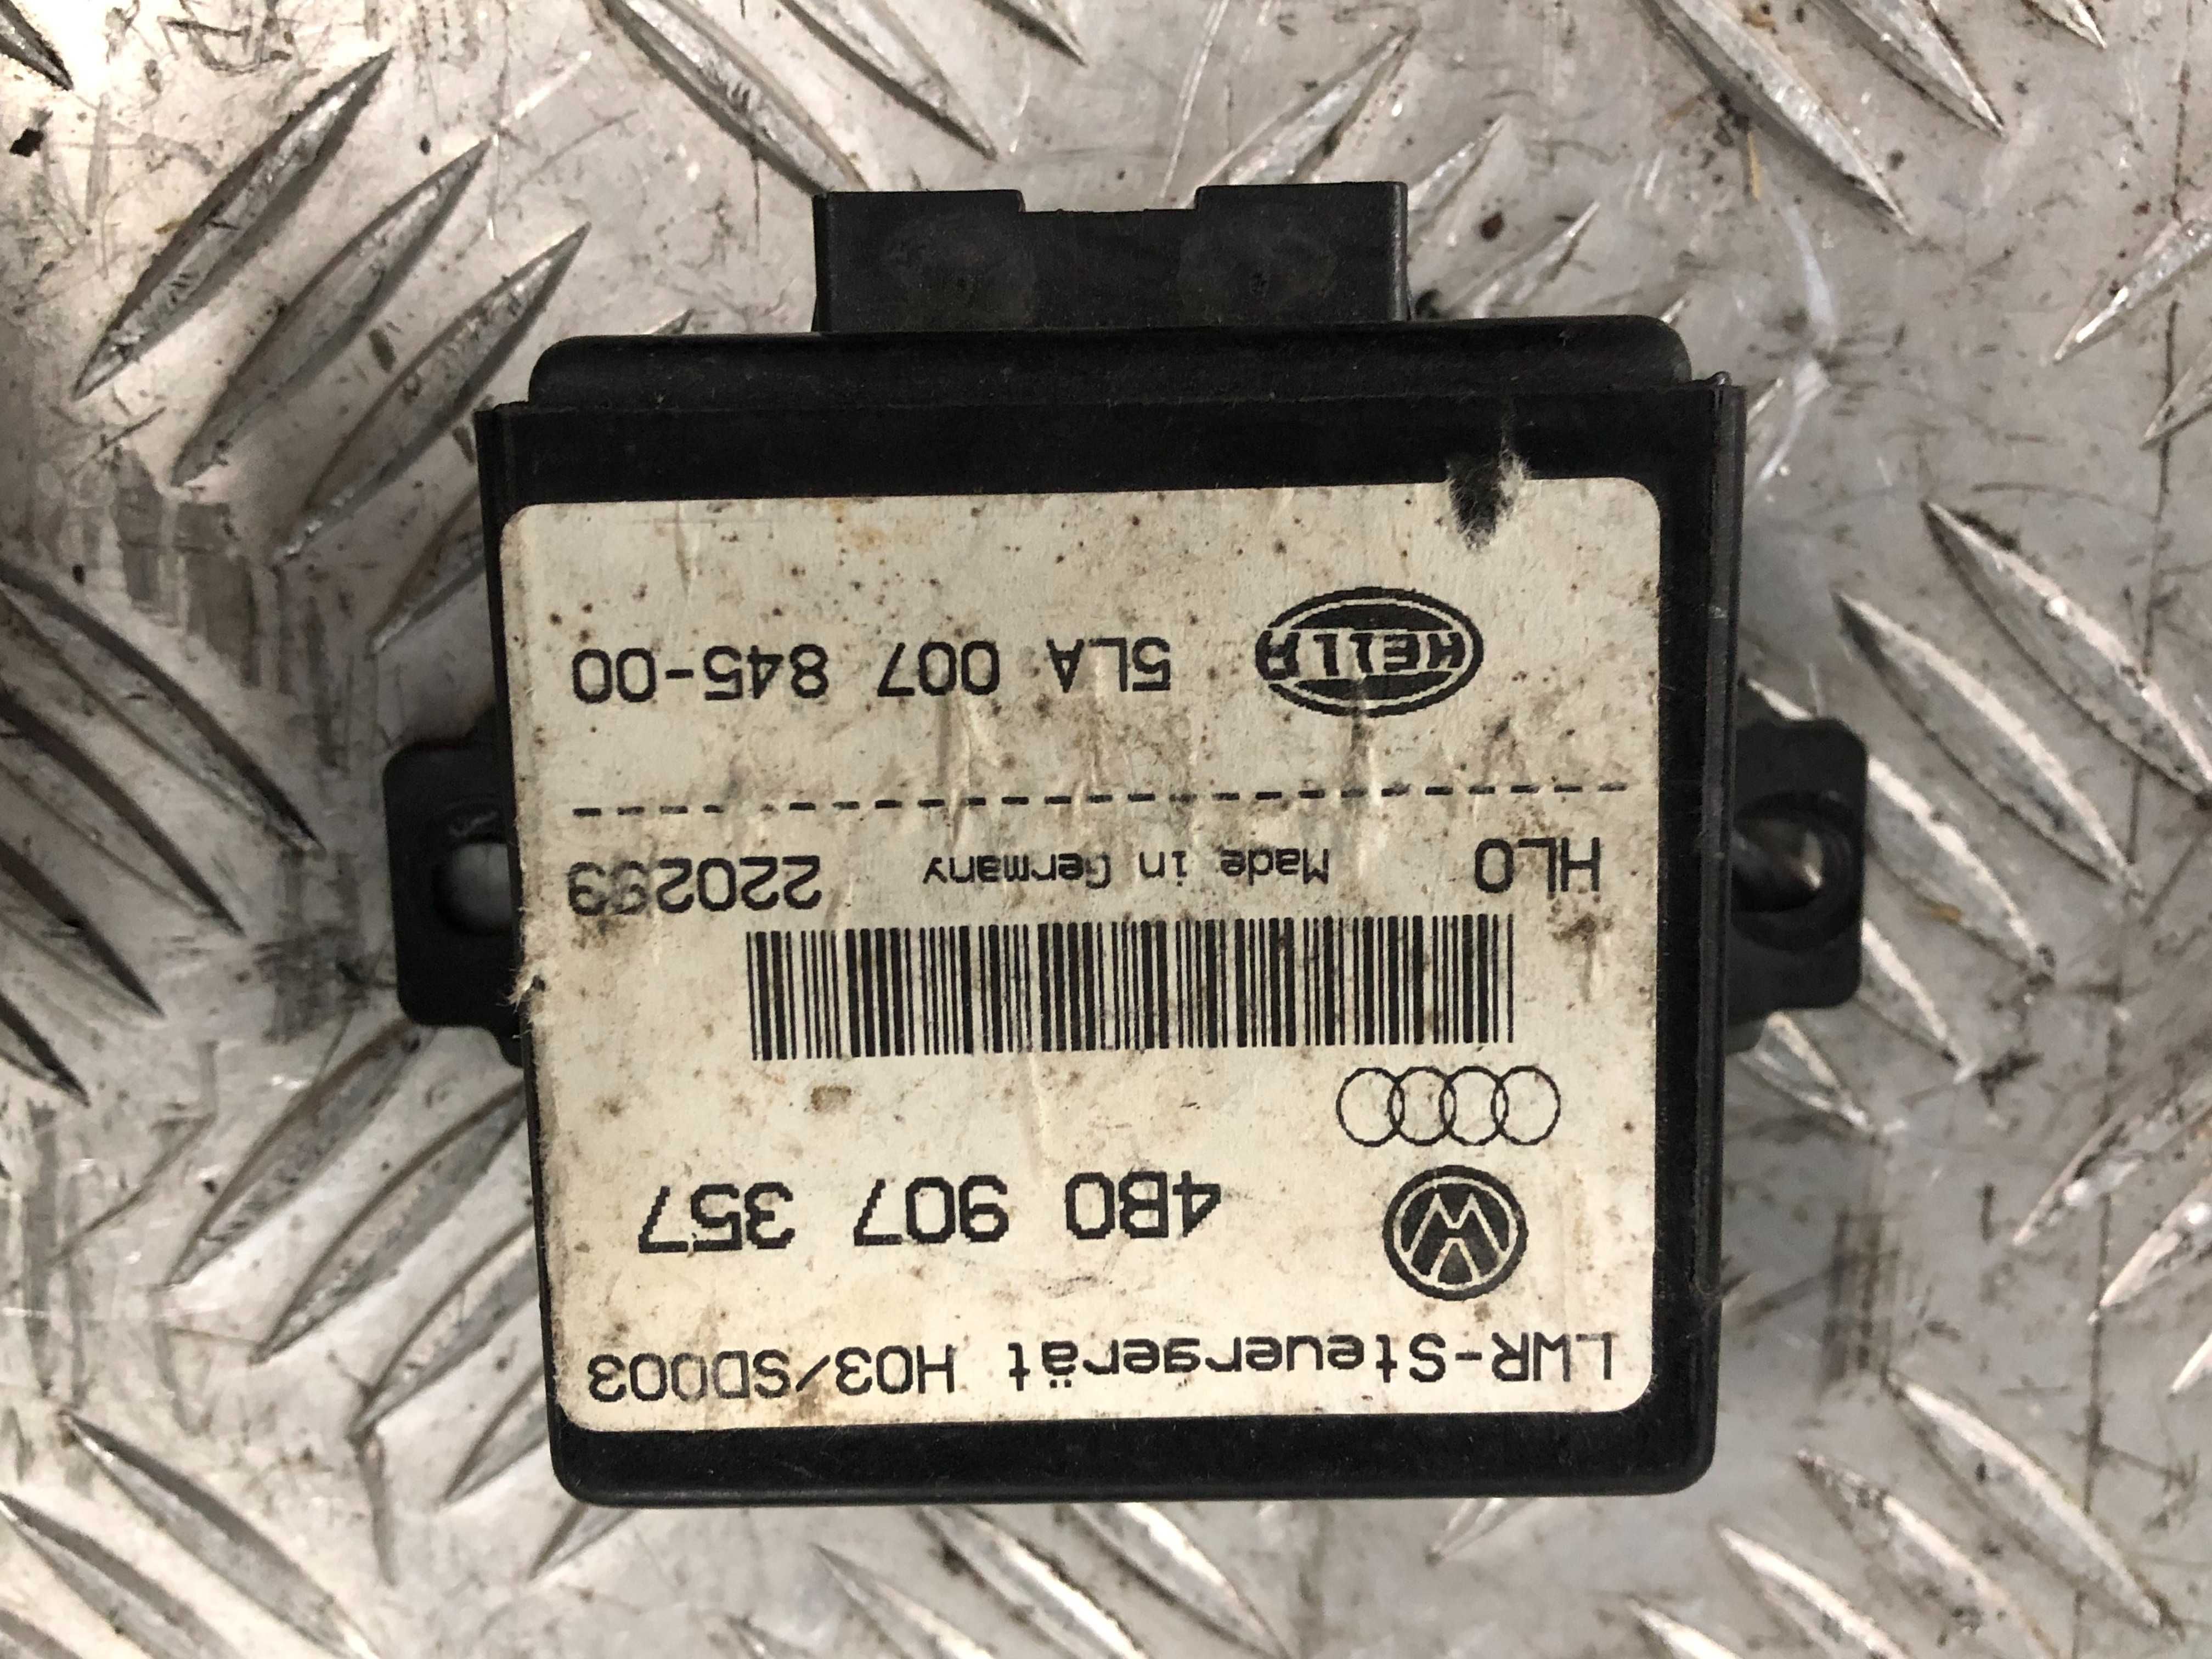 LWR-Steuergerät H03/SD003
4B0 907 357
HLO Made in Germany 220299
HELLA 5LA 007 845-00